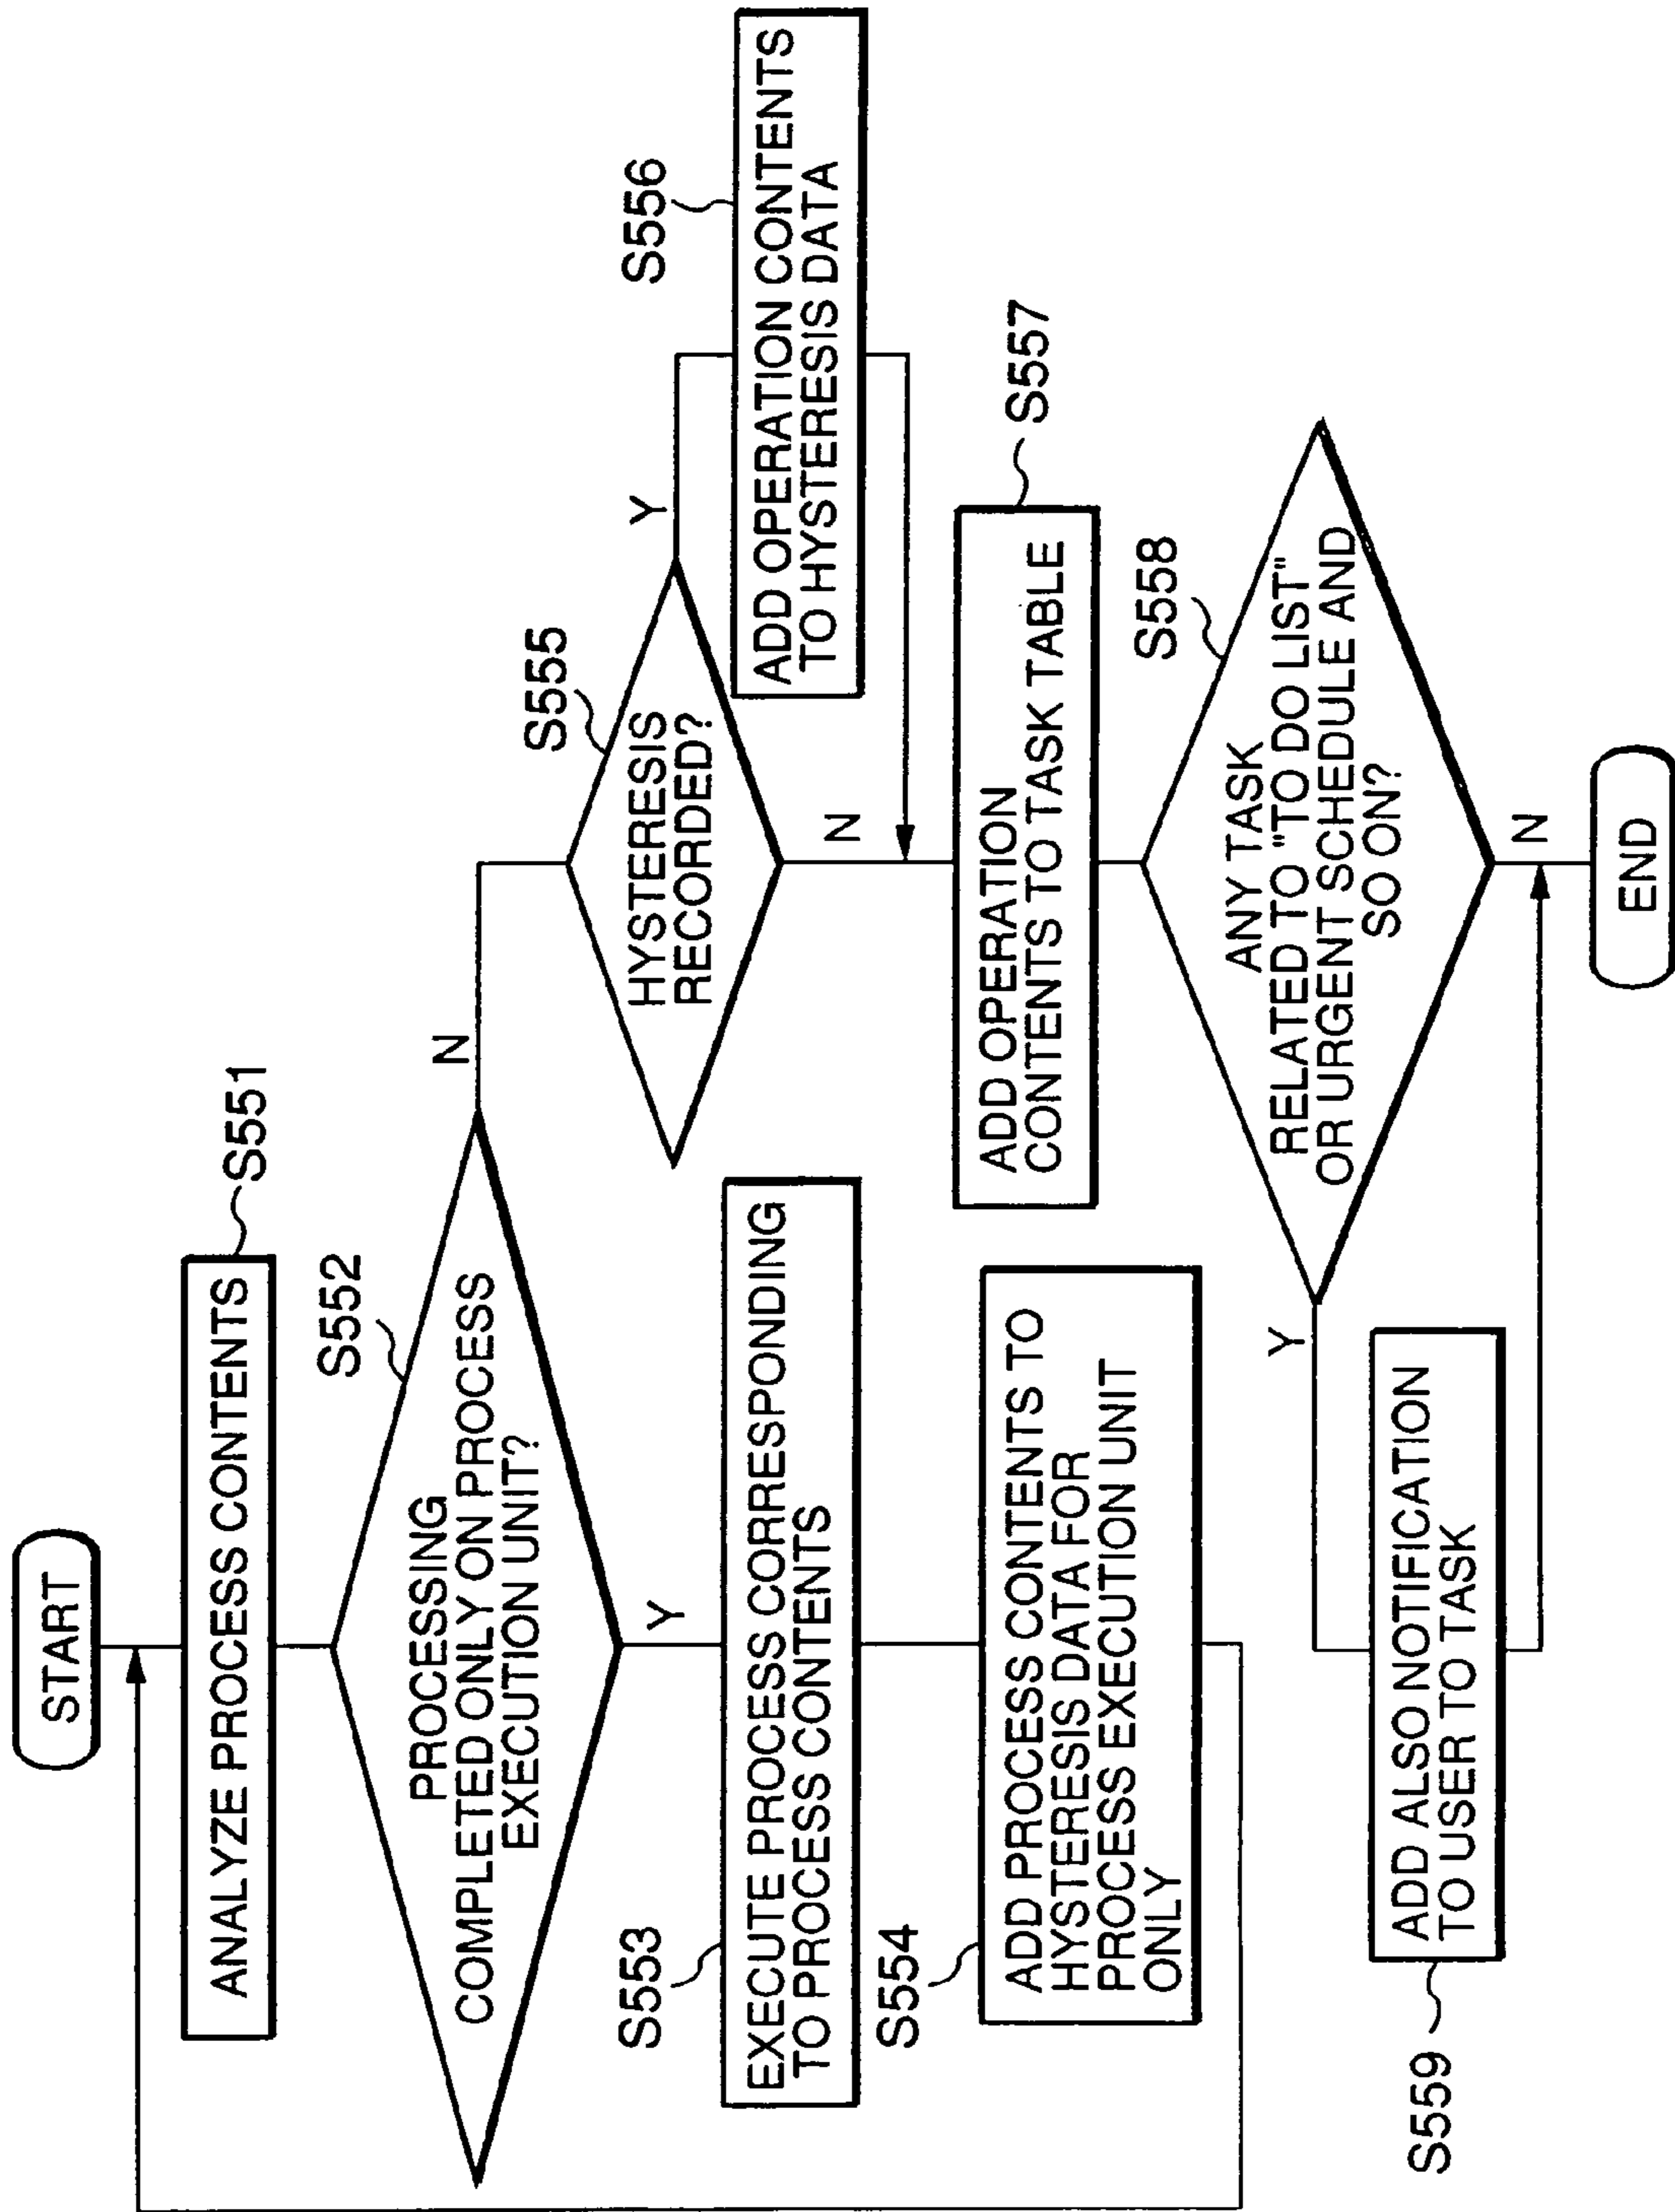 START
ANALYZE PROCESS CONTENTS
S551
PROCESSING
COMPLETED ONLY ON PROCESS
EXECUTION UNIT?
S552
N
Y
EXECUTE PROCESS CORRESPONDING
TO PROCESS CONTENTS
S553
ADD PROCESS CONTENTS TO
HYSTERESIS DATA FOR
PROCESS EXECUTION UNIT
ONLY
S554
HYSTERESIS
RECORDED?
S555
Y
N
ADD OPERATION CONTENTS
TO HYSTERESIS DATA
S556
ADD OPERATION
CONTENTS TO TASK TABLE
S557
ANY TASK
RELATED TO "TO DO LIST"
OR URGENT SCHEDULE AND
SO ON?
S558
Y
N
ADD ALSO NOTIFICATION
TO USER TO TASK
S559
END